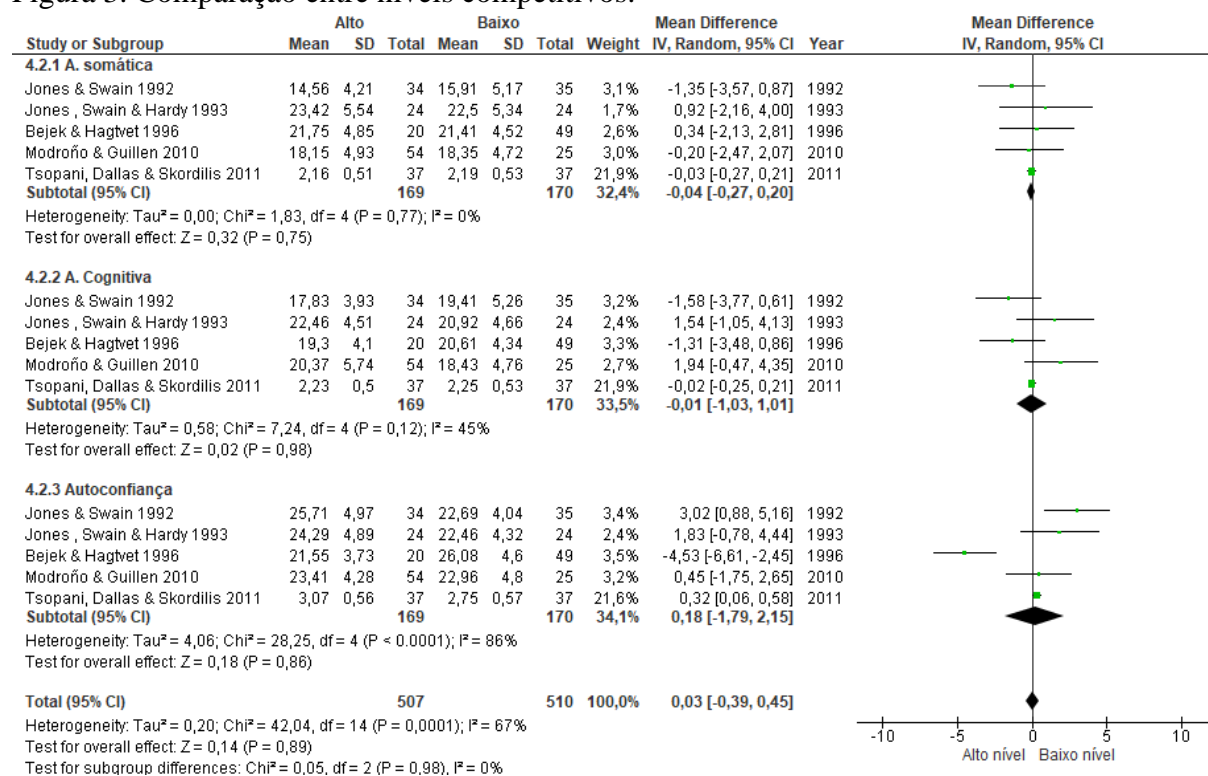 Figura 3. Comparação entre níveis competitivos.
Alto Baixo Mean Difference Mean Difference
Study or Subgroup Mean SD Total Mean SD Total Weight IV, Random, 95% CI Year IV, Random, 95% CI
4.2.1 A. somática
Jones & Swain 1992 14,56 4,21 34 15,91 5,17 35 3,1% -1,35 [-3,57, 0,87] 1992
Jones , Swain & Hardy 1993 23,42 5,54 24 22,5 5,34 24 1,7% 0,92 [-2,16, 4,00] 1993
Bejek & Hagtvet 1996 21,75 4,85 20 21,41 4,52 49 2,6% 0,34 [-2,13, 2,81] 1996
Modroño & Guillen 2010 18,15 4,93 54 18,35 4,72 25 3,0% -0,20 [-2,47, 2,07] 2010
Tsopani, Dallas & Skordilis 2011 2,16 0,51 37 2,19 0,53 37 21,9% -0,03 [-0,27, 0,21] 2011
Subtotal (95% CI) 169 170 32,4% -0,04 [-0,27, 0,20]
Heterogeneity: Tau² = 0,00; Chi² = 1,83, df = 4 (P = 0,77); I² = 0%
Test for overall effect: Z = 0,32 (P = 0,75)
4.2.2 A. Cognitiva
Jones & Swain 1992 17,83 3,93 34 19,41 5,26 35 3,2% -1,58 [-3,77, 0,61] 1992
Jones , Swain & Hardy 1993 22,46 4,51 24 20,92 4,66 24 2,4% 1,54 [-1,05, 4,13] 1993
Bejek & Hagtvet 1996 19,3 4,1 20 20,61 4,34 49 3,3% -1,31 [-3,48, 0,86] 1996
Modroño & Guillen 2010 20,37 5,74 54 18,43 4,76 25 2,7% 1,94 [-0,47, 4,35] 2010
Tsopani, Dallas & Skordilis 2011 2,23 0,5 37 2,25 0,53 37 21,9% -0,02 [-0,25, 0,21] 2011
Subtotal (95% CI) 169 170 33,5% -0,01 [-1,03, 1,01]
Heterogeneity: Tau² = 0,58; Chi² = 7,24, df = 4 (P = 0,12); I² = 45%
Test for overall effect: Z = 0,02 (P = 0,98)
4.2.3 Autoconfiança
Jones & Swain 1992 25,71 4,97 34 22,69 4,04 35 3,4% 3,02 [0,88, 5,16] 1992
Jones , Swain & Hardy 1993 24,29 4,89 24 22,46 4,32 24 2,4% 1,83 [-0,78, 4,44] 1993
Bejek & Hagtvet 1996 21,55 3,73 20 26,08 4,6 49 3,5% -4,53 [-6,61, -2,45] 1996
Modroño & Guillen 2010 23,41 4,28 54 22,96 4,8 25 3,2% 0,45 [-1,75, 2,65] 2010
Tsopani, Dallas & Skordilis 2011 3,07 0,56 37 2,75 0,57 37 21,6% 0,32 [0,06, 0,58] 2011
Subtotal (95% CI) 169 170 34,1% 0,18 [-1,79, 2,15]
Heterogeneity: Tau² = 4,06; Chi² = 28,25, df = 4 (P < 0.0001); I² = 86%
Test for overall effect: Z = 0,18 (P = 0,86)
Total (95% CI) 507 510 100,0% 0,03 [-0,39, 0,45]
Heterogeneity: Tau² = 0,20; Chi² = 42,04, df = 14 (P = 0,0001); I² = 67%
Test for overall effect: Z = 0,14 (P = 0,89)
Test for subgroup differences: Chi² = 0,05, df = 2 (P = 0,98), I² = 0%
-10 -5 0 5 10
Alto nível Baixo nível